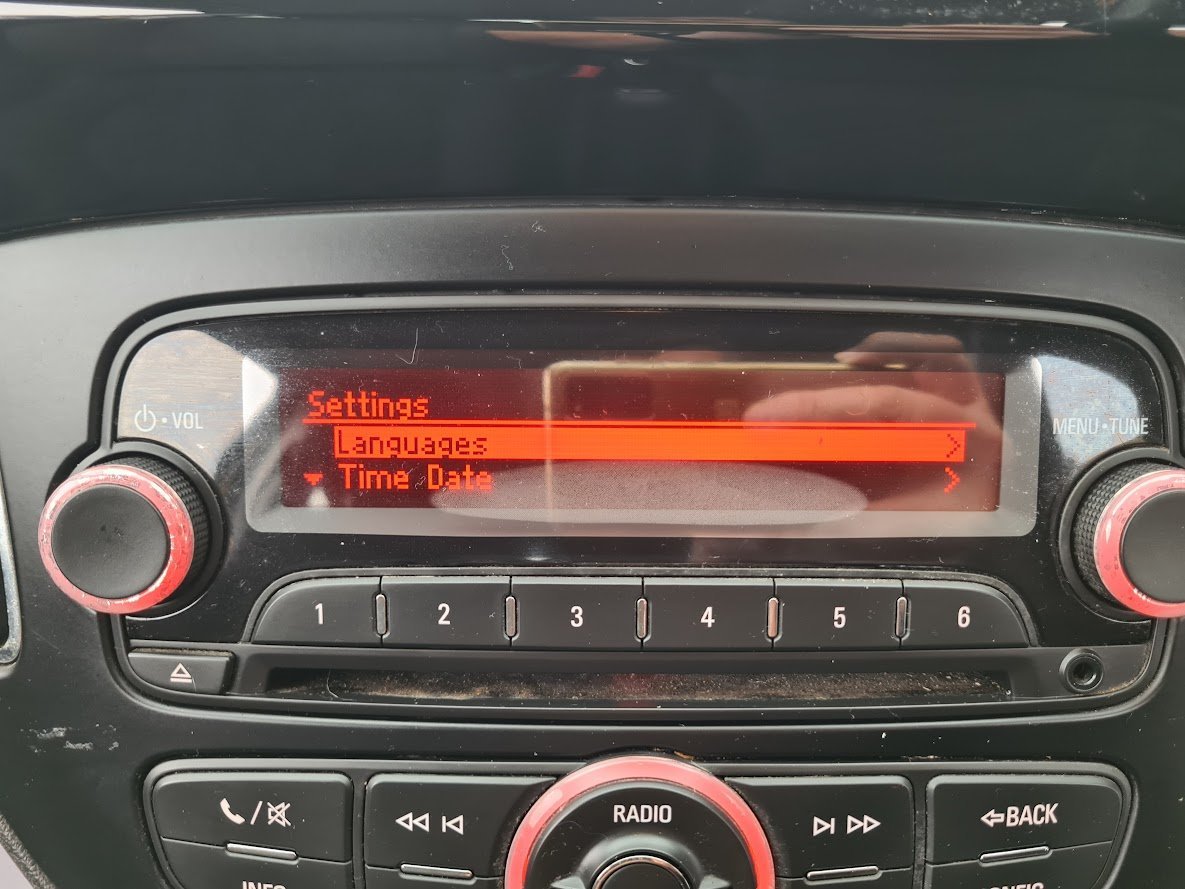 Settings
Languages
Time Date
VOL
MENU•TUNE
1 2 3 4 5 6
RADIO
BACK